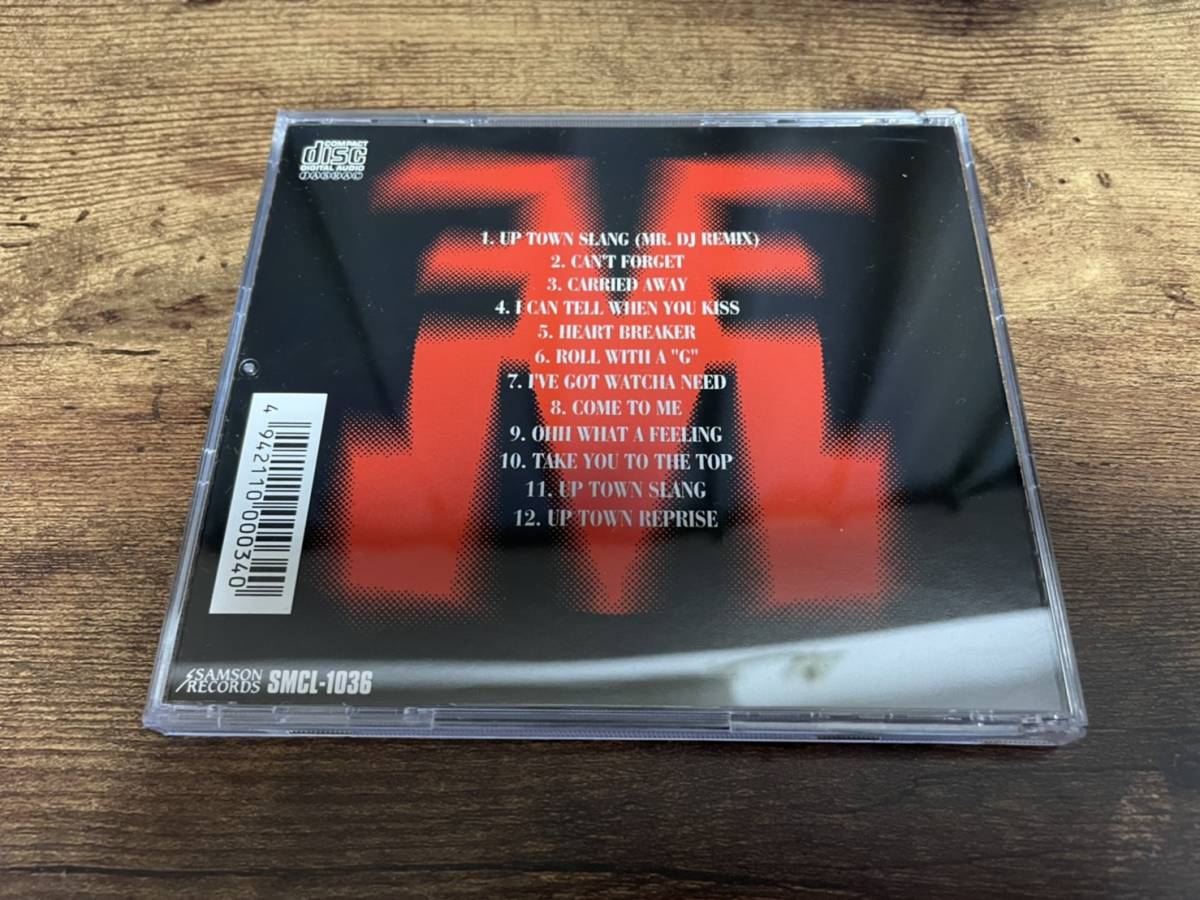 COMPACT
disc
DIGITAL AUDIO
JASRAC
1. UP TOWN SLANG (MR. DJ REMIX)
2. CAN'T FORGET
3. CARRIED AWAY
4. I CAN TELL WHEN YOU KISS
5. HEART BREAKER
6. ROLL WITH A "G"
7. I'VE GOT WATCHA NEED
8. COME TO ME
9. OHH WHAT A FEELING
10. TAKE YOU TO THE TOP
11. UP TOWN SLANG
12. UP TOWN REPRISE
4 942110 000340
SAMSON
RECORDS SMCL-1036